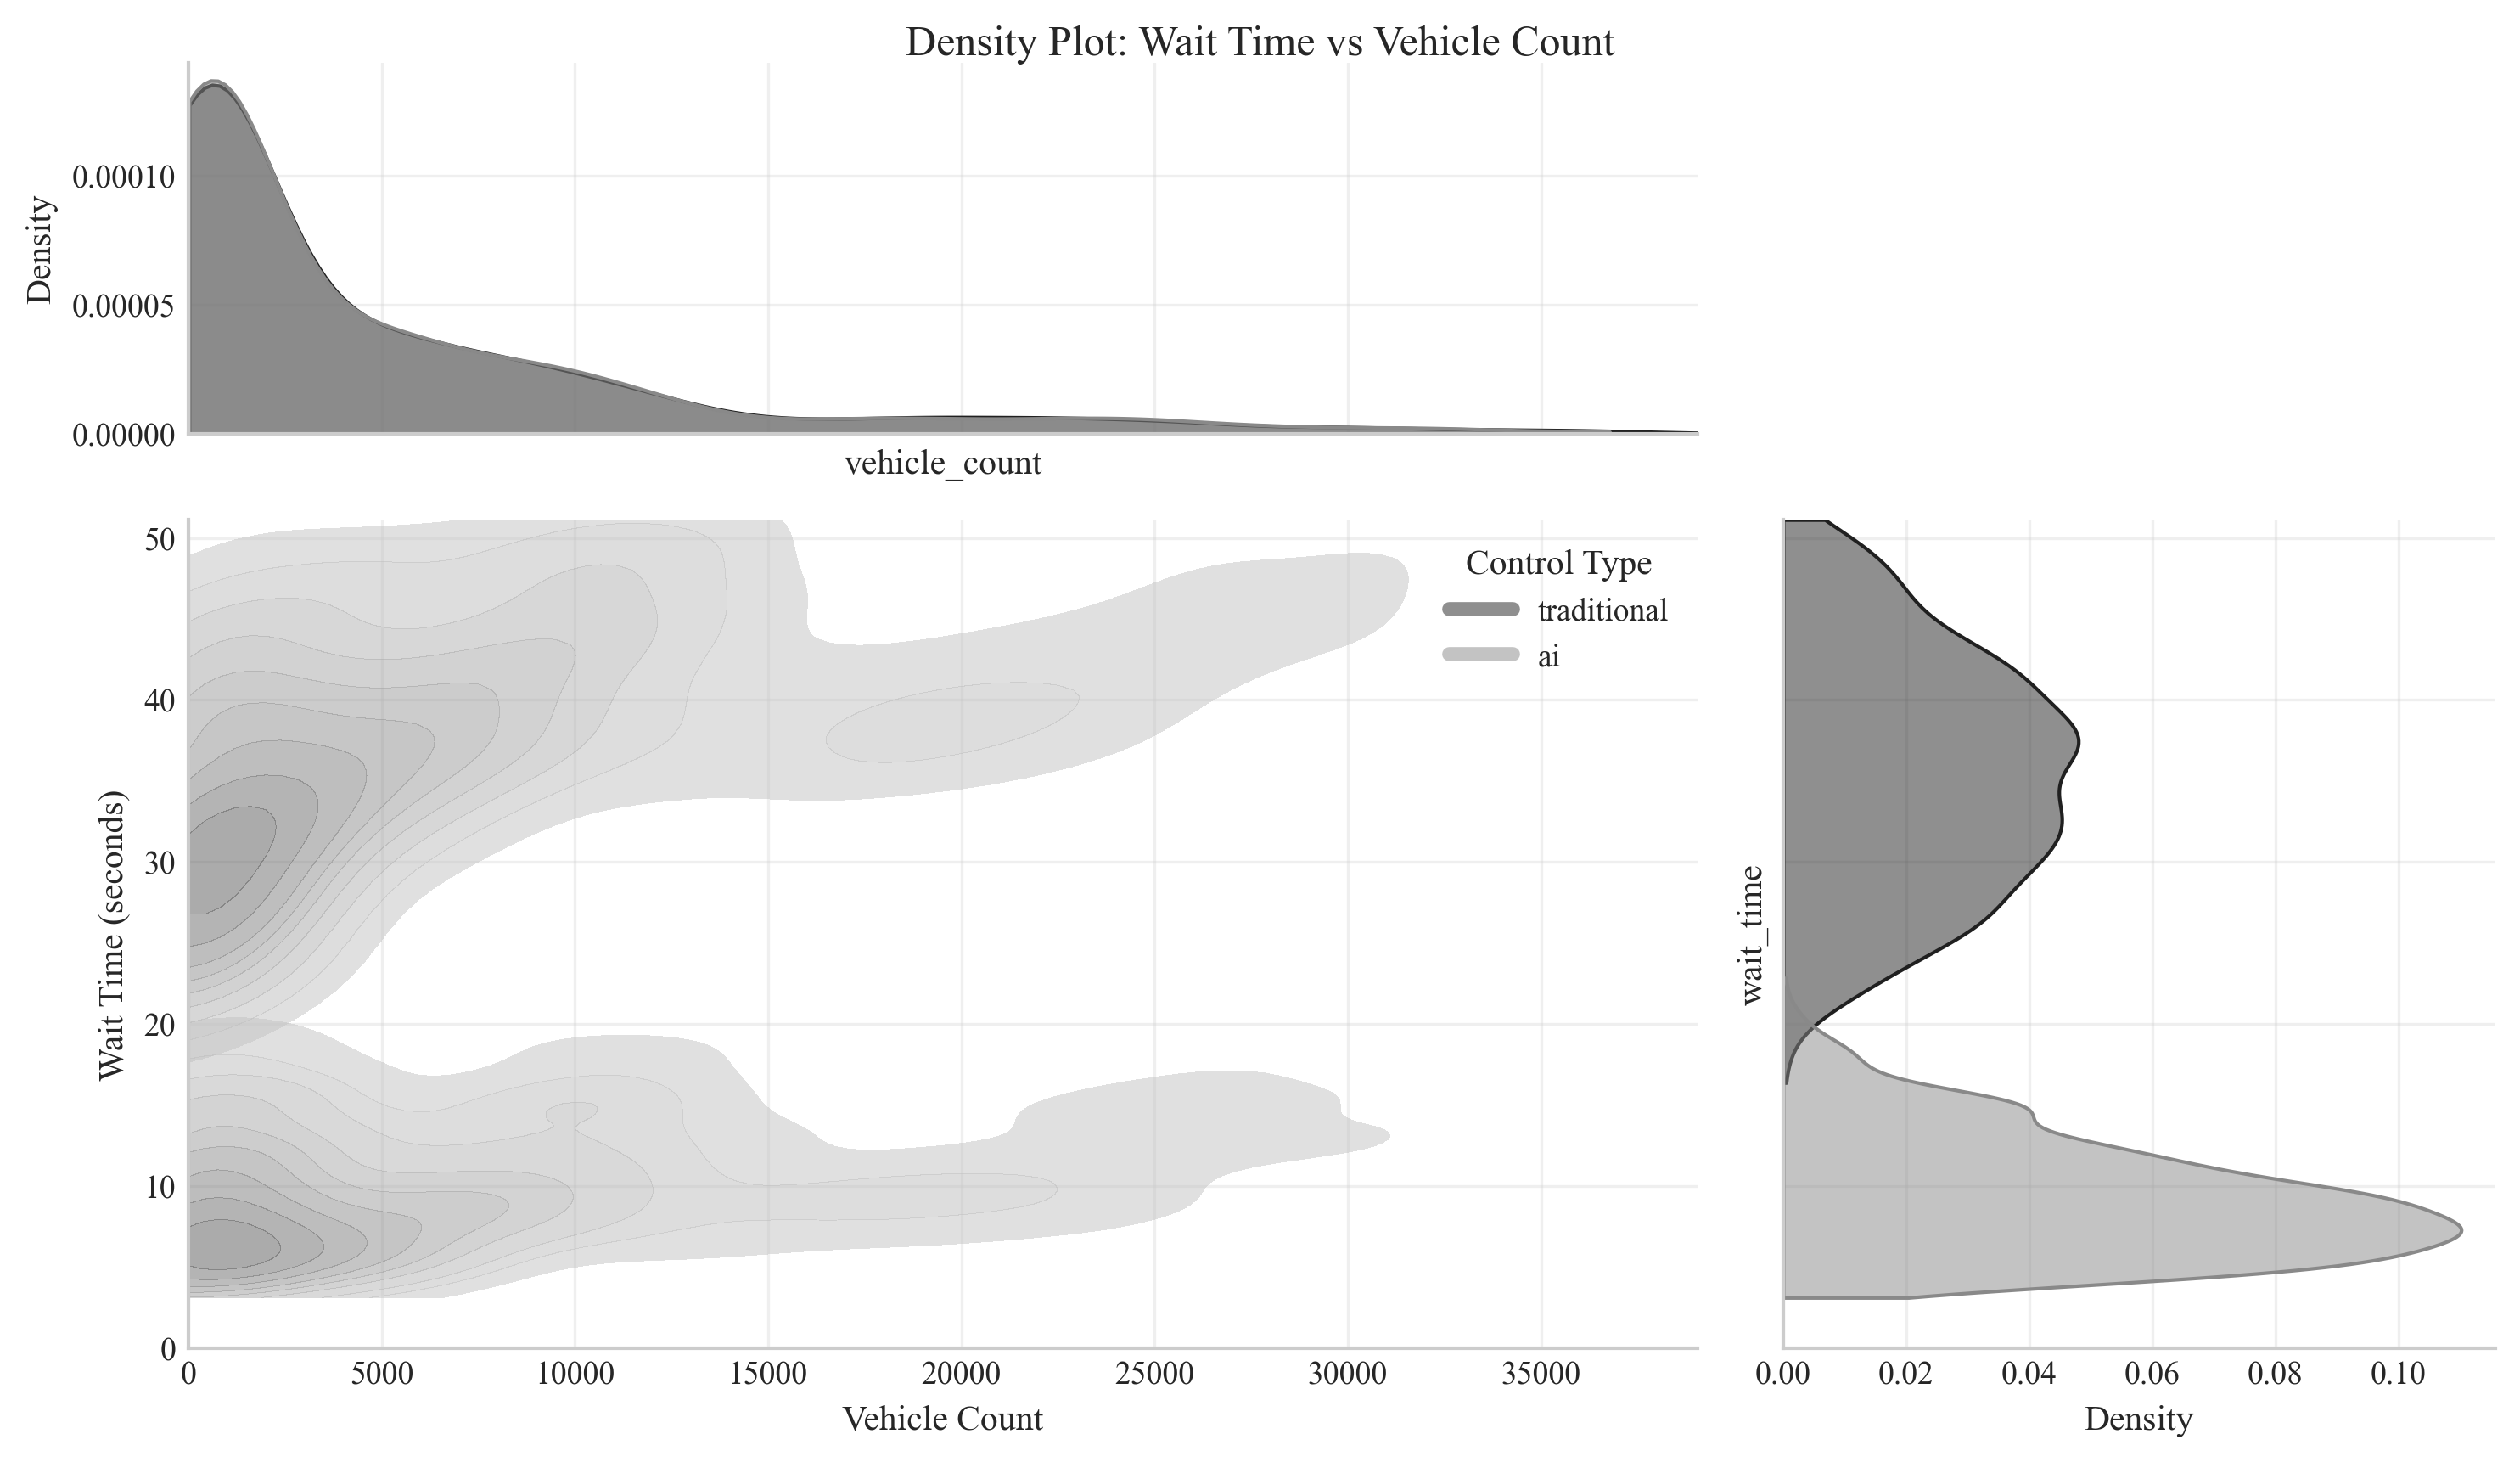 Density Plot: Wait Time vs Vehicle Count
Density
0.00010
0.00005
0.00000
vehicle_count
Wait Time (seconds)
50
40
30
20
10
0
0 5000 10000 15000 20000 25000 30000 35000
Vehicle Count
Control Type
traditional
ai
wait_time
0.00 0.02 0.04 0.06 0.08 0.10
Density